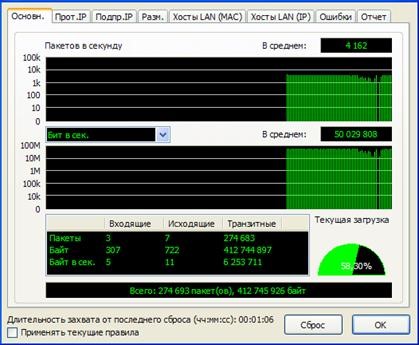 Основн. Прот.IP Подпр.IP Разм. Хосты LAN (MAC) Хосты LAN (IP) Ошибки Отчет
Пакетов в секунду В среднем: 4 162
100k
10k
1k
100
10
0
Бит в сек. В среднем: 50 029 808
100M
10M
1M
100k
10k
0
Входящие Исходящие Транзитные
Пакеты 3 7 274 683
Байт 307 722 412 744 897
Байт в сек. 5 11 6 253 711
Текущая загрузка
58.30%
Всего: 274 693 пакет(ов), 412 745 926 байт
Длительность захвата от последнего сброса (чч:мм:сс): 00:01:06
Применять текущие правила
Сброс
OK